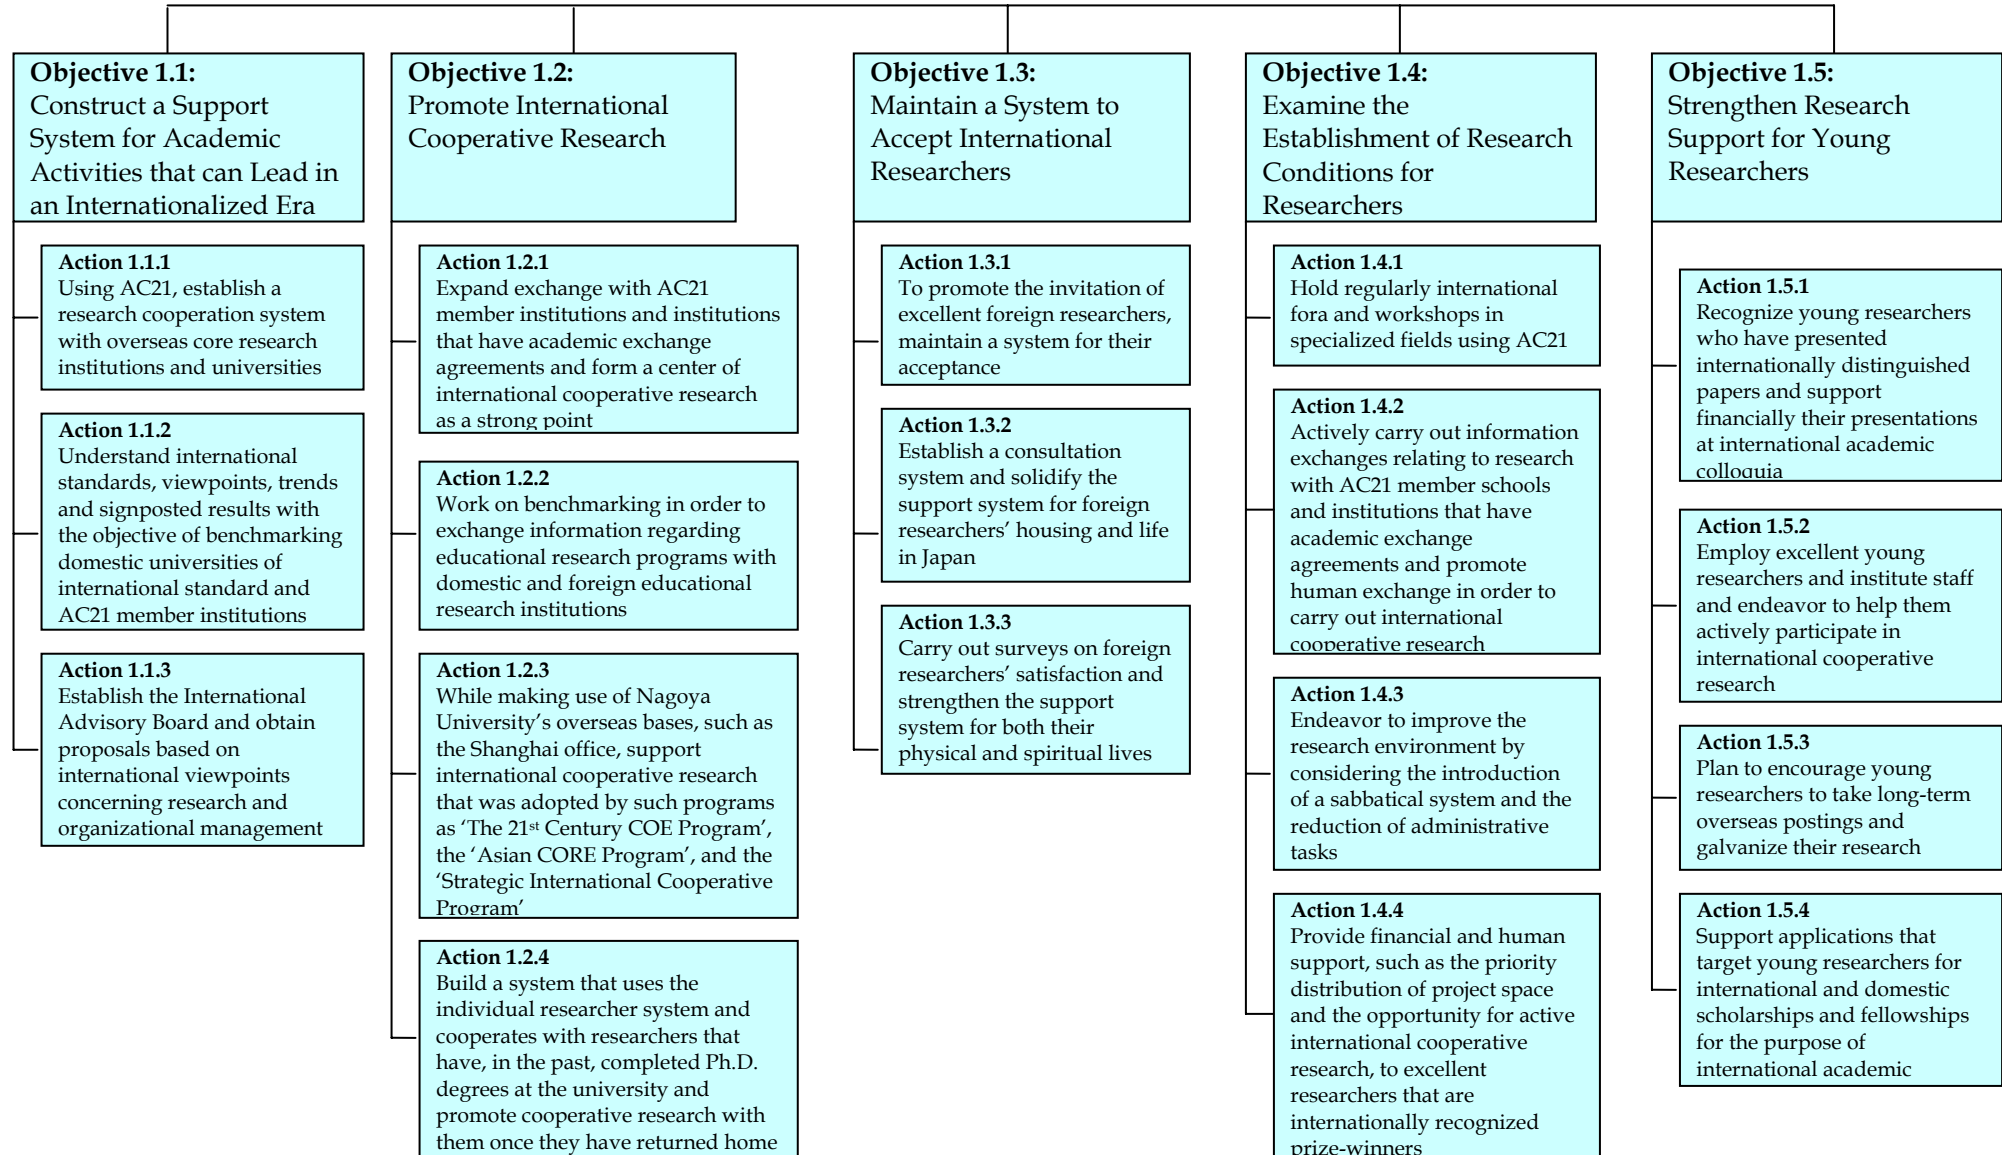 Objective 1.1:
Construct a Support
System for Academic
Activities that can Lead in
an Internationalized Era
Action 1.1.1
Using AC21, establish a
research cooperation system
with overseas core research
institutions and universities
Action 1.1.2
Understand international
standards, viewpoints, trends
and signposted results with
the objective of benchmarking
domestic universities of
international standard and
AC21 member institutions
Action 1.1.3
Establish the International
Advisory Board and obtain
proposals based on
international viewpoints
concerning research and
organizational management
Objective 1.2:
Promote International
Cooperative Research
Action 1.2.1
Expand exchange with AC21
member institutions and institutions
that have academic exchange
agreements and form a center of
international cooperative research
as a strong point
Action 1.2.2
Work on benchmarking in order to
exchange information regarding
educational research programs with
domestic and foreign educational
research institutions
Action 1.2.3
While making use of Nagoya
University’s overseas bases, such as
the Shanghai office, support
international cooperative research
that was adopted by such programs
as ‘The 21st Century COE Program’,
the ‘Asian CORE Program’, and the
‘Strategic International Cooperative
Program’
Action 1.2.4
Build a system that uses the
individual researcher system and
cooperates with researchers that
have, in the past, completed Ph.D.
degrees at the university and
promote cooperative research with
them once they have returned home
Objective 1.3:
Maintain a System to
Accept International
Researchers
Action 1.3.1
To promote the invitation of
excellent foreign researchers,
maintain a system for their
acceptance
Action 1.3.2
Establish a consultation
system and solidify the
support system for foreign
researchers’ housing and life
in Japan
Action 1.3.3
Carry out surveys on foreign
researchers’ satisfaction and
strengthen the support
system for both their
physical and spiritual lives
Objective 1.4:
Examine the
Establishment of Research
Conditions for
Researchers
Action 1.4.1
Hold regularly international
fora and workshops in
specialized fields using AC21
Action 1.4.2
Actively carry out information
exchanges relating to research
with AC21 member schools
and institutions that have
academic exchange
agreements and promote
human exchange in order to
carry out international
cooperative research
Action 1.4.3
Endeavor to improve the
research environment by
considering the introduction
of a sabbatical system and the
reduction of administrative
tasks
Action 1.4.4
Provide financial and human
support, such as the priority
distribution of project space
and the opportunity for active
international cooperative
research, to excellent
researchers that are
internationally recognized
prize-winners
Objective 1.5:
Strengthen Research
Support for Young
Researchers
Action 1.5.1
Recognize young researchers
who have presented
internationally distinguished
papers and support
financially their presentations
at international academic
colloquia
Action 1.5.2
Employ excellent young
researchers and institute staff
and endeavor to help them
actively participate in
international cooperative
research
Action 1.5.3
Plan to encourage young
researchers to take long-term
overseas postings and
galvanize their research
Action 1.5.4
Support applications that
target young researchers for
international and domestic
scholarships and fellowships
for the purpose of
international academic